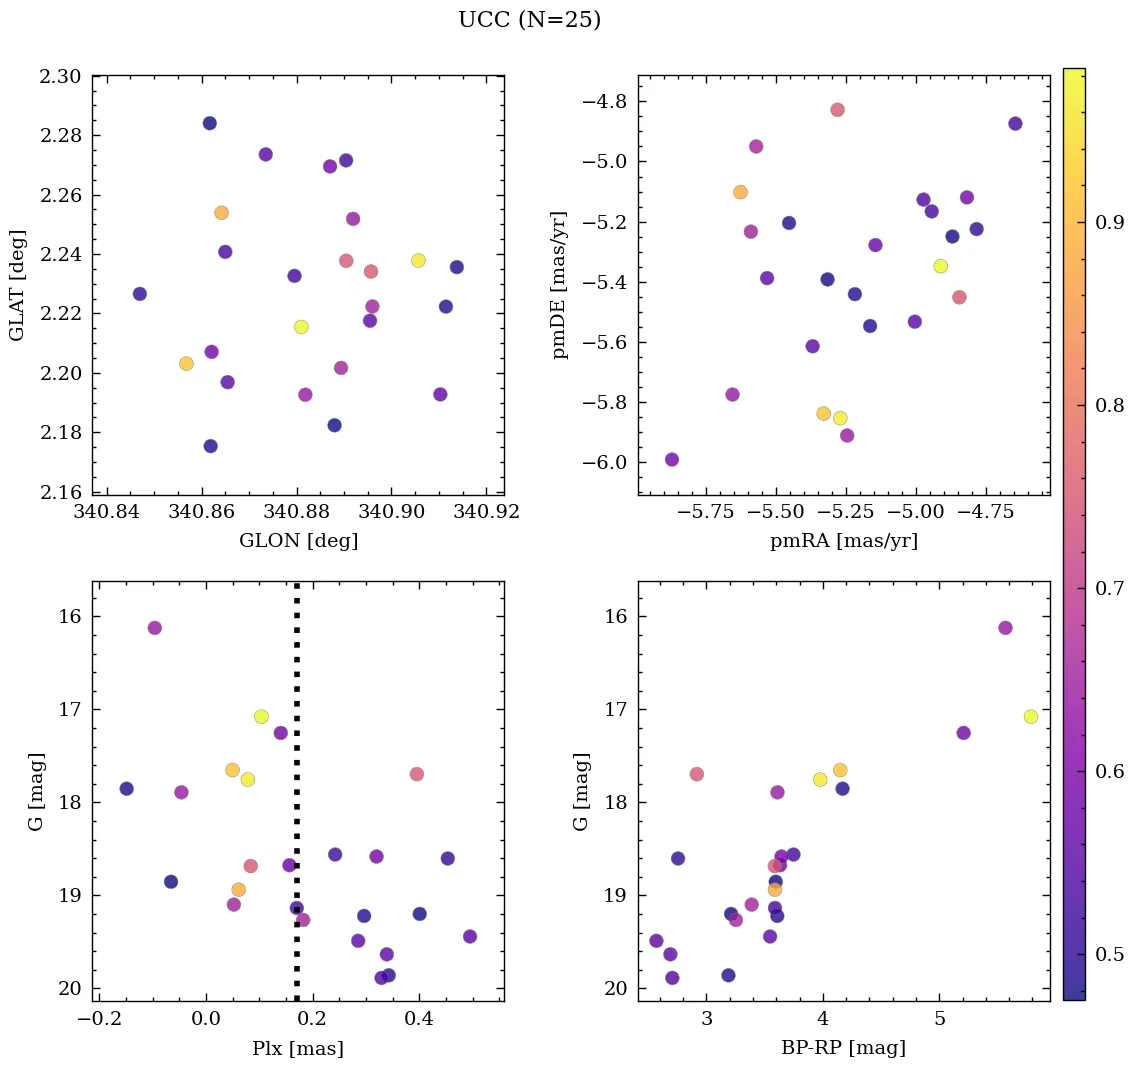 UCC (N=25)
2.30
2.28
2.26
2.24
2.22
2.20
2.18
2.16
GLAT [deg]
340.84 340.86 340.88 340.90 340.92
GLON [deg]
−4.8
−5.0
−5.2
−5.4
−5.6
−5.8
−6.0
pmDE [mas/yr]
−5.75 −5.50 −5.25 −5.00 −4.75
pmRA [mas/yr]
16
17
18
19
20
G [mag]
−0.2 0.0 0.2 0.4
Plx [mas]
16
17
18
19
20
G [mag]
3 4 5
BP-RP [mag]
0.9
0.8
0.7
0.6
0.5